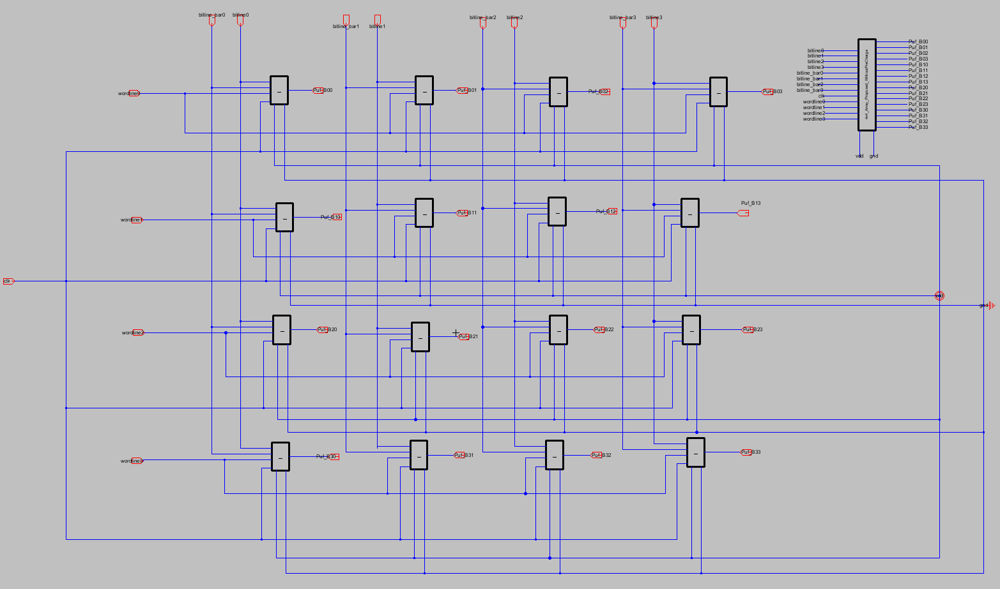 bitline_bar0 bitline0 bitline_bar1 bitline1 bitline_bar2 bitline2 bitline_bar3 bitline3
wordline0 Puf_B00 Puf_B01 Puf_B02 Puf_B03
wordline1 Puf_B10 Puf_B11 Puf_B12 Puf_B13
clk
vdd
gnd
wordline2 Puf_B20 Puf_B21 Puf_B22 Puf_B23
wordline3 Puf_B30 Puf_B31 Puf_B32 Puf_B33
bitline0
bitline1
bitline2
bitline3
bitline_bar0
bitline_bar1
bitline_bar2
bitline_bar3
clk
wordline0
wordline1
wordline2
wordline3
4x4_Array_Proposed_WithoutPreCharge
Puf_B00
Puf_B01
Puf_B02
Puf_B03
Puf_B10
Puf_B11
Puf_B12
Puf_B13
Puf_B20
Puf_B21
Puf_B22
Puf_B23
Puf_B30
Puf_B31
Puf_B32
Puf_B33
vdd gnd